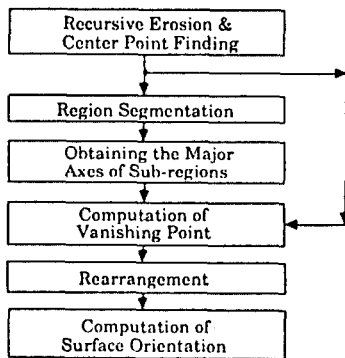 Recursive Erosion &
Center Point Finding
Region Segmentation
Obtaining the Major
Axes of Sub-regions
Computation of
Vanishing Point
Rearrangement
Computation of
Surface Orientation